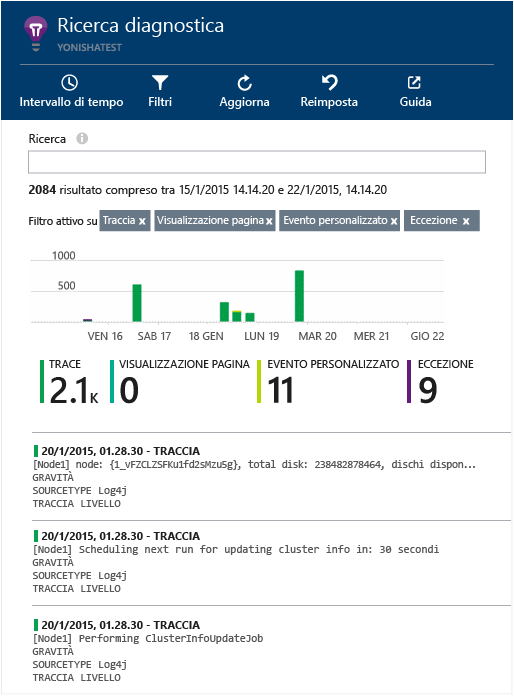 Ricerca diagnostica
YONISHATEST
Intervallo di tempo Filtri Aggiorna Reimposta Guida
Ricerca
2084 risultato compreso tra 15/1/2015 14.14.20 e 22/1/2015, 14.14.20
Filtro attivo su Traccia x Visualizzazione pagina x Evento personalizzato x Eccezione x
1000
500
VEN 16 SAB 17 18 GEN LUN 19 MAR 20 MER 21 GIO 22
TRACE VISUALIZZAZIONE PAGINA EVENTO PERSONALIZZATO ECCEZIONE
2.1K 0 11 9
20/1/2015, 01.28.30 - TRACCIA
[Node1] node: {1_vFZCLZSFKu1fd2sMzu5g}, total disk: 238482878464, dischi dispon...
GRAVITÀ
SOURCETYPE Log4j
TRACCIA LIVELLO
20/1/2015, 01.28.30 - TRACCIA
[Node1] Scheduling next run for updating cluster info in: 30 secondi
GRAVITÀ
SOURCETYPE Log4j
TRACCIA LIVELLO
20/1/2015, 01.28.30 - TRACCIA
[Node1] Performing ClusterInfoUpdateJob
GRAVITÀ
SOURCETYPE Log4j
TRACCIA LIVELLO